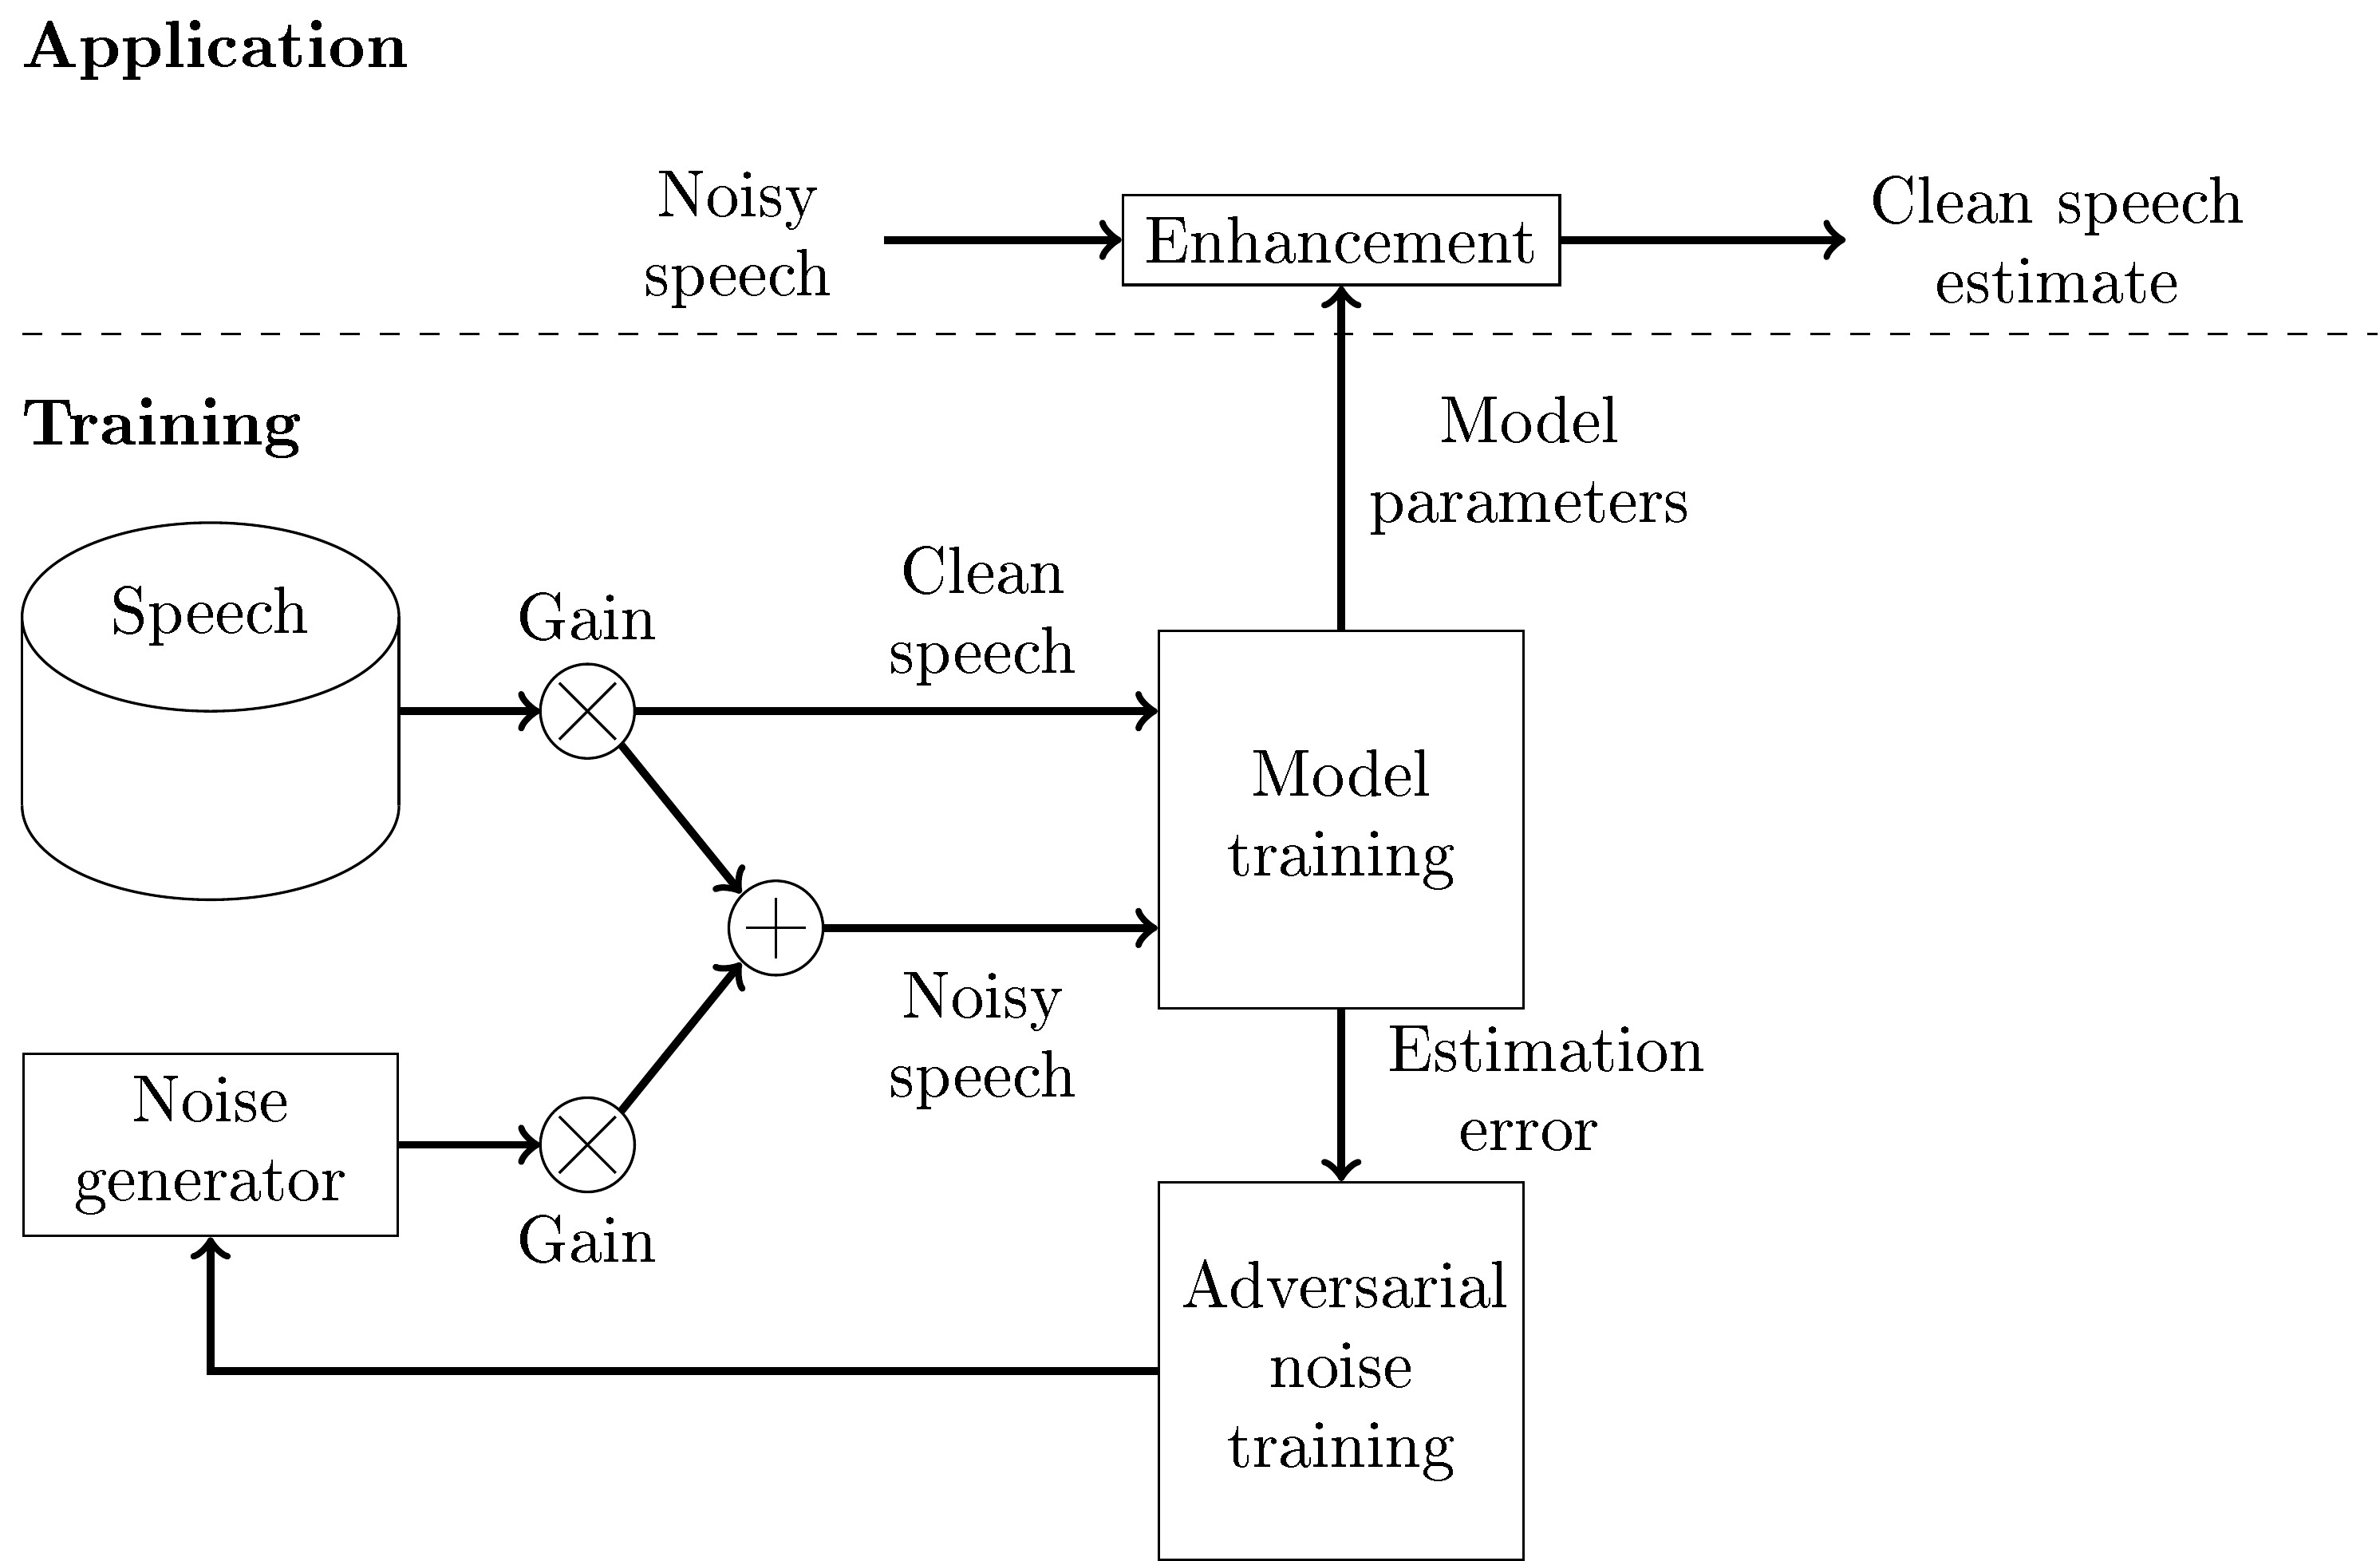 Application
Noisy
speech
Enhancement
Clean speech
estimate
Training
Model
parameters
Speech
Gain
Clean
speech
Model
training
Noisy
speech
Noise
generator
Gain
Estimation
error
Adversarial
noise
training